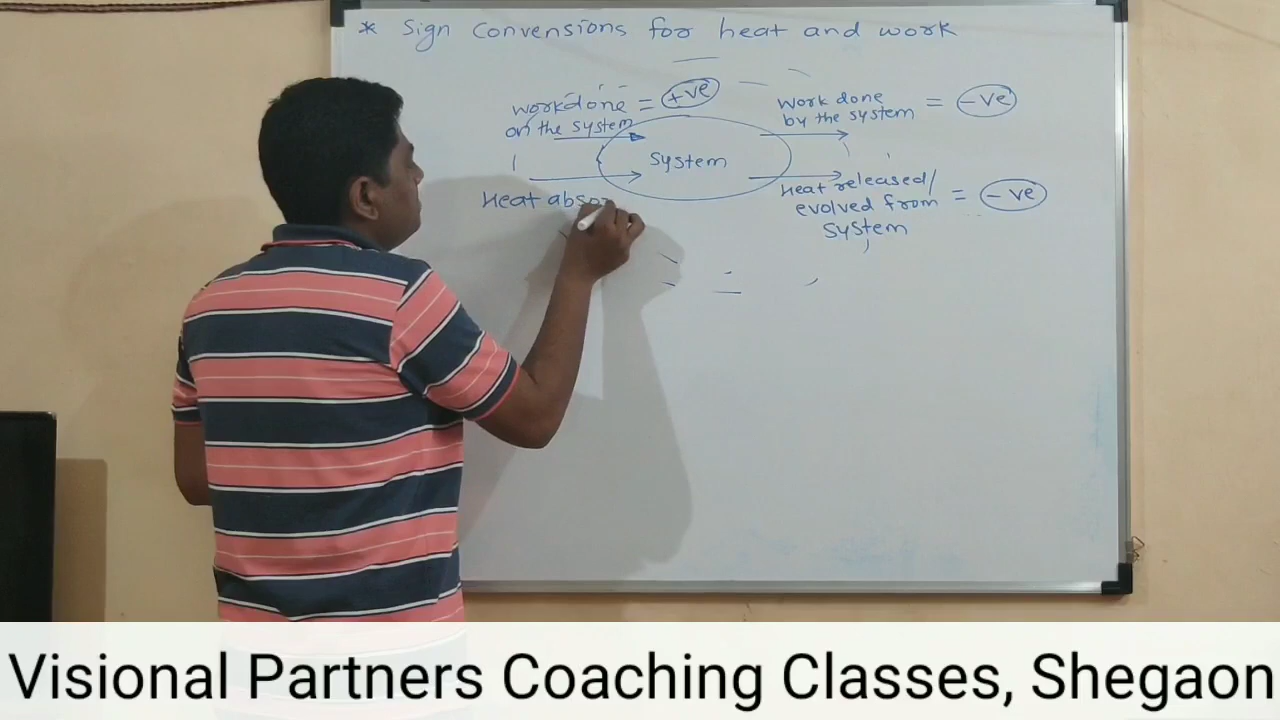 * Sign Convensions for heat and work
workdone = +ve
on the system
Work done = -ve
by the system
System
Heat absor
Heat released/
evolved from = -ve
system
Visional Partners Coaching Classes, Shegaon